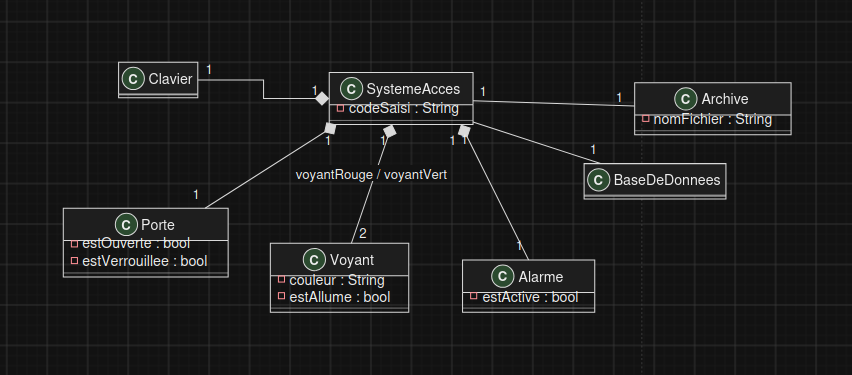 C Clavier
1
1
C SystemeAcces
codeSaisi : String
1
1
C Archive
nomFichier : String
1
1
1
1
1
C BaseDeDonnees
voyantRouge / voyantVert
1
C Porte
estOuverte : bool
estVerrouillee : bool
2
C Voyant
couleur : String
estAllume : bool
1
C Alarme
estActive : bool